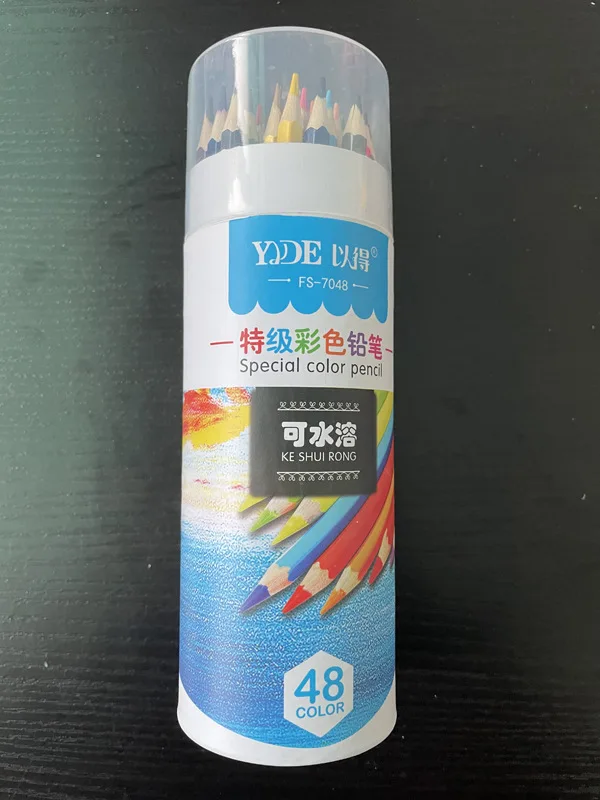 YJDE 以得®
FS-7048
特级彩色铅笔
Special color pencil
可水溶
KE SHUI RONG
48
COLOR